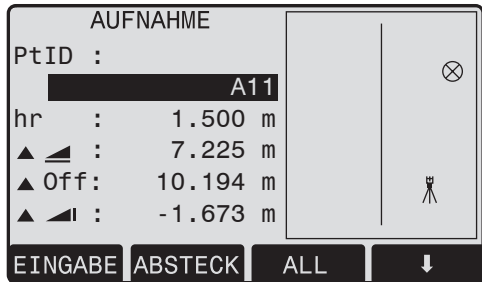 AUFNAHME
PtID :
A11
hr : 1.500 m
▲ : 7.225 m
▲ Off: 10.194 m
▲ : -1.673 m
EINGABE ABSTECK ALL ⬇